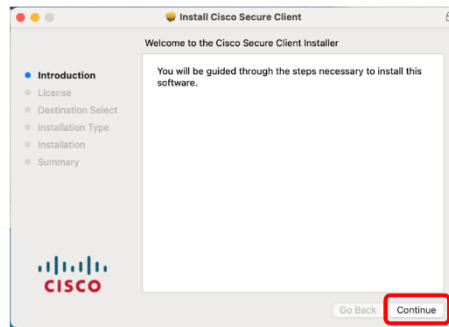 Install Cisco Secure Client
Welcome to the Cisco Secure Client Installer
Introduction
License
Destination Select
Installation Type
Installation
Summary
You will be guided through the steps necessary to install this
software.
CISCO
Go Back
Continue